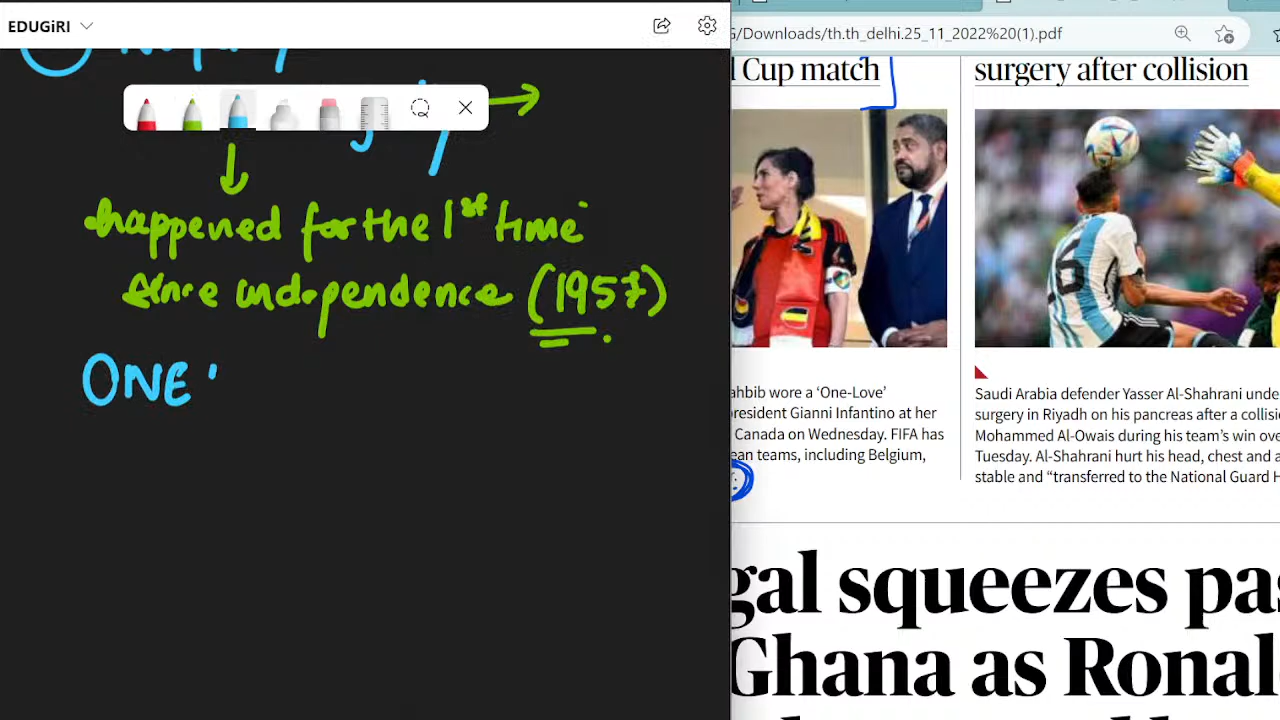 EDUGiRi
happened for the 1st time
since independence (1957)
ONE '
G/Downloads/th.th_delhi.25_11_2022%20(1).pdf
l Cup match
surgery after collision
16
ahbib wore a ‘One-Love’
president Gianni Infantino at her
Canada on Wednesday. FIFA has
ean teams, including Belgium,
Saudi Arabia defender Yasser Al-Shahrani unde
surgery in Riyadh on his pancreas after a collisi
Mohammed Al-Owais during his team’s win ove
Tuesday. Al-Shahrani hurt his head, chest and a
stable and “transferred to the National Guard H
gal squeezes pas
Ghana as Ronal